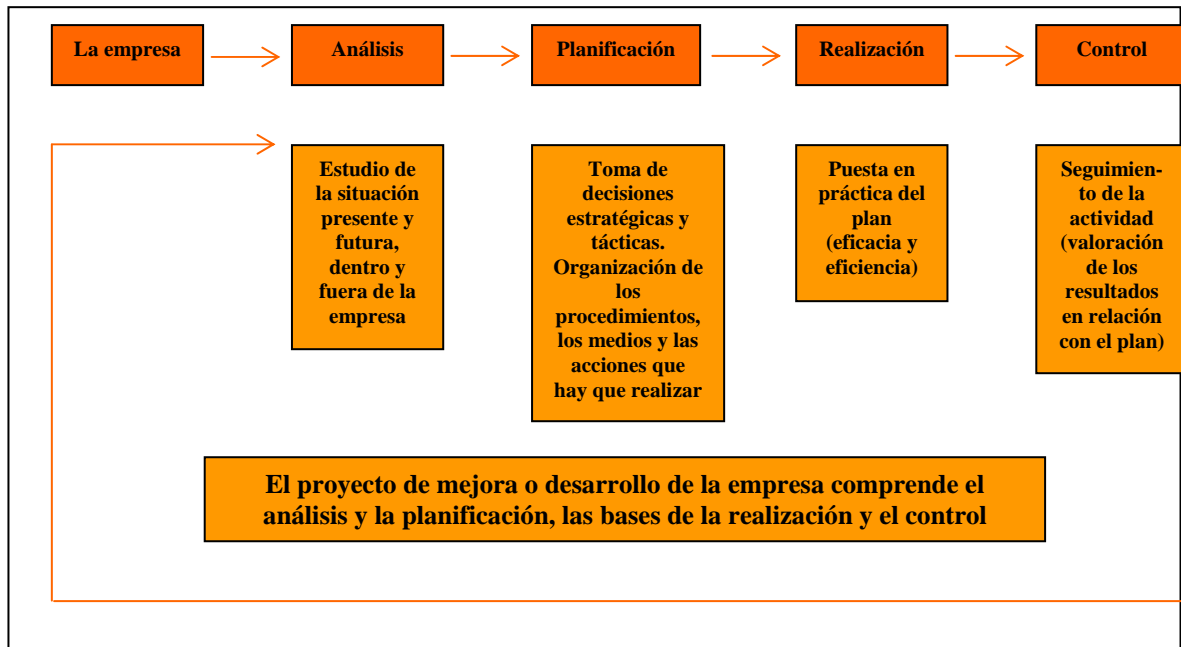 La empresa
Análisis
Planificación
Realización
Control
Estudio de
la situación
presente y
futura,
dentro y
fuera de la
empresa
Toma de
decisiones
estratégicas y
tácticas.
Organización de
los
procedimientos,
los medios y las
acciones que
hay que realizar
Puesta en
práctica del
plan
(eficacia y
eficiencia)
Seguimien-
to de la
actividad
(valoración
de los
resultados
en relación
con el plan)
El proyecto de mejora o desarrollo de la empresa comprende el
análisis y la planificación, las bases de la realización y el control